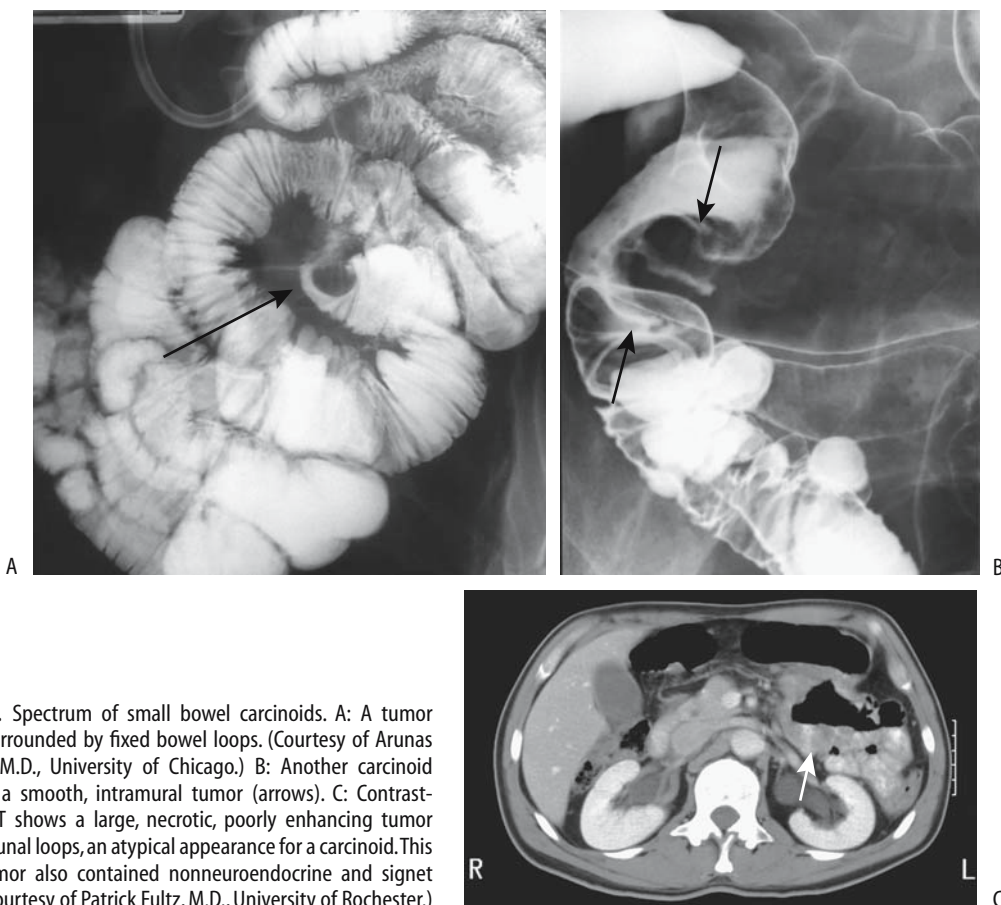 A
B
. Spectrum of small bowel carcinoids. A: A tumor
rrounded by fixed bowel loops. (Courtesy of Arunas
M.D., University of Chicago.) B: Another carcinoid
a smooth, intramural tumor (arrows). C: Contrast-
T shows a large, necrotic, poorly enhancing tumor
unal loops, an atypical appearance for a carcinoid. This
mor also contained nonneuroendocrine and signet
ourtesy of Patrick Fultz, M.D., University of Rochester.)
R
L
C